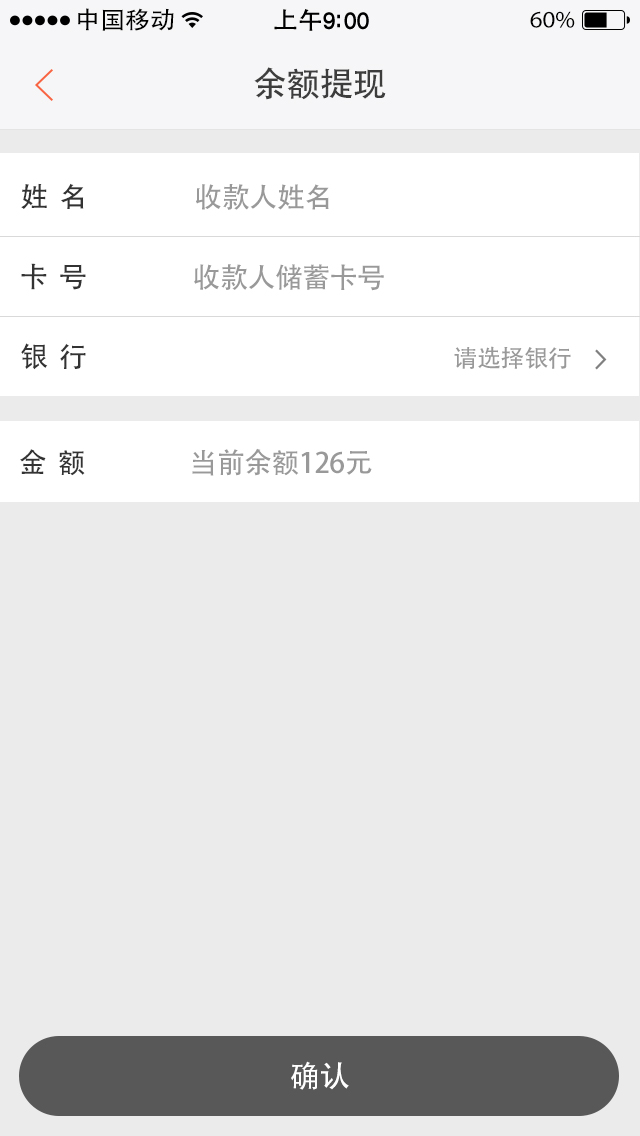 中国移动 上午9:00 60%
余额提现
姓 名 收款人姓名
卡 号 收款人储蓄卡号
银 行 请选择银行
金 额 当前余额126元
确认